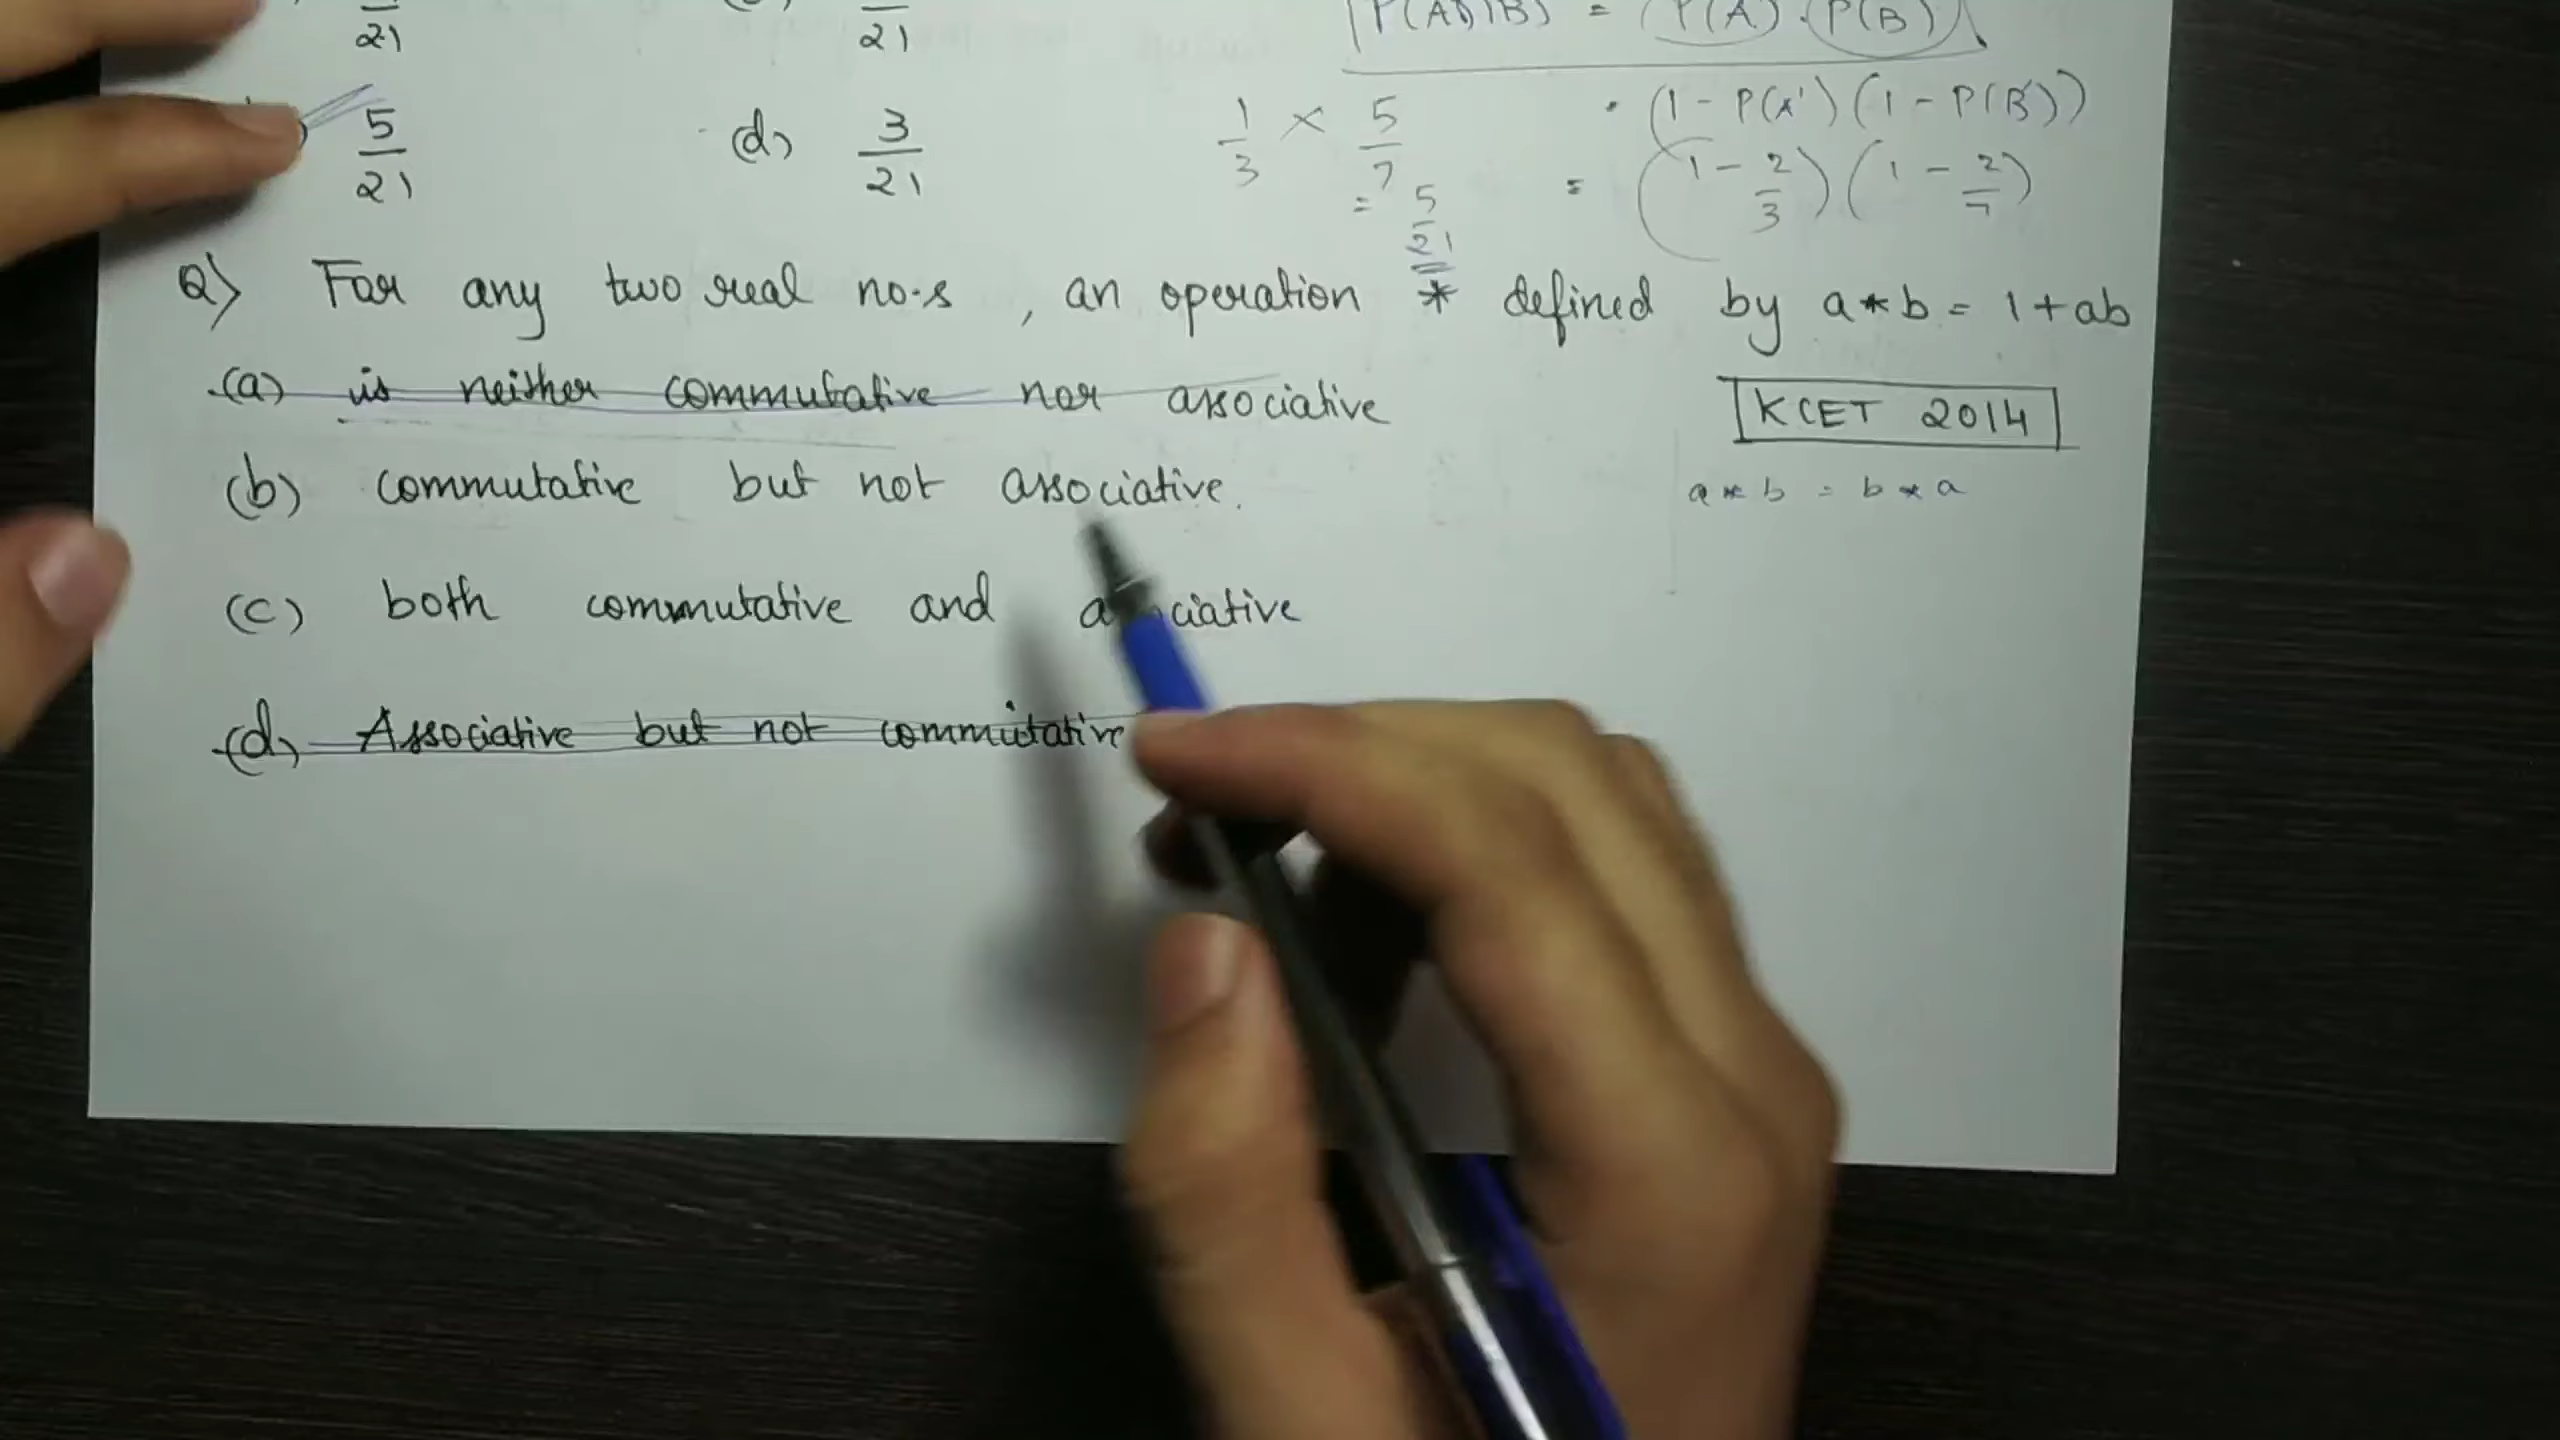 21 21
P(A∩B) = P(A) · P(B)
5/21 (d) 3/21 1/3 × 5/7 = (1 - P(A')) (1 - P(B'))
= 5/21 = (1 - 2/3) (1 - 2/7)
Q) For any two real no.s , an operation * defined by a * b = 1 + ab
(a) is neither commutative nor associative
KCET 2014
(b) commutative but not associative.
a * b = b * a
(c) both commutative and
(d) Associative but not commutative